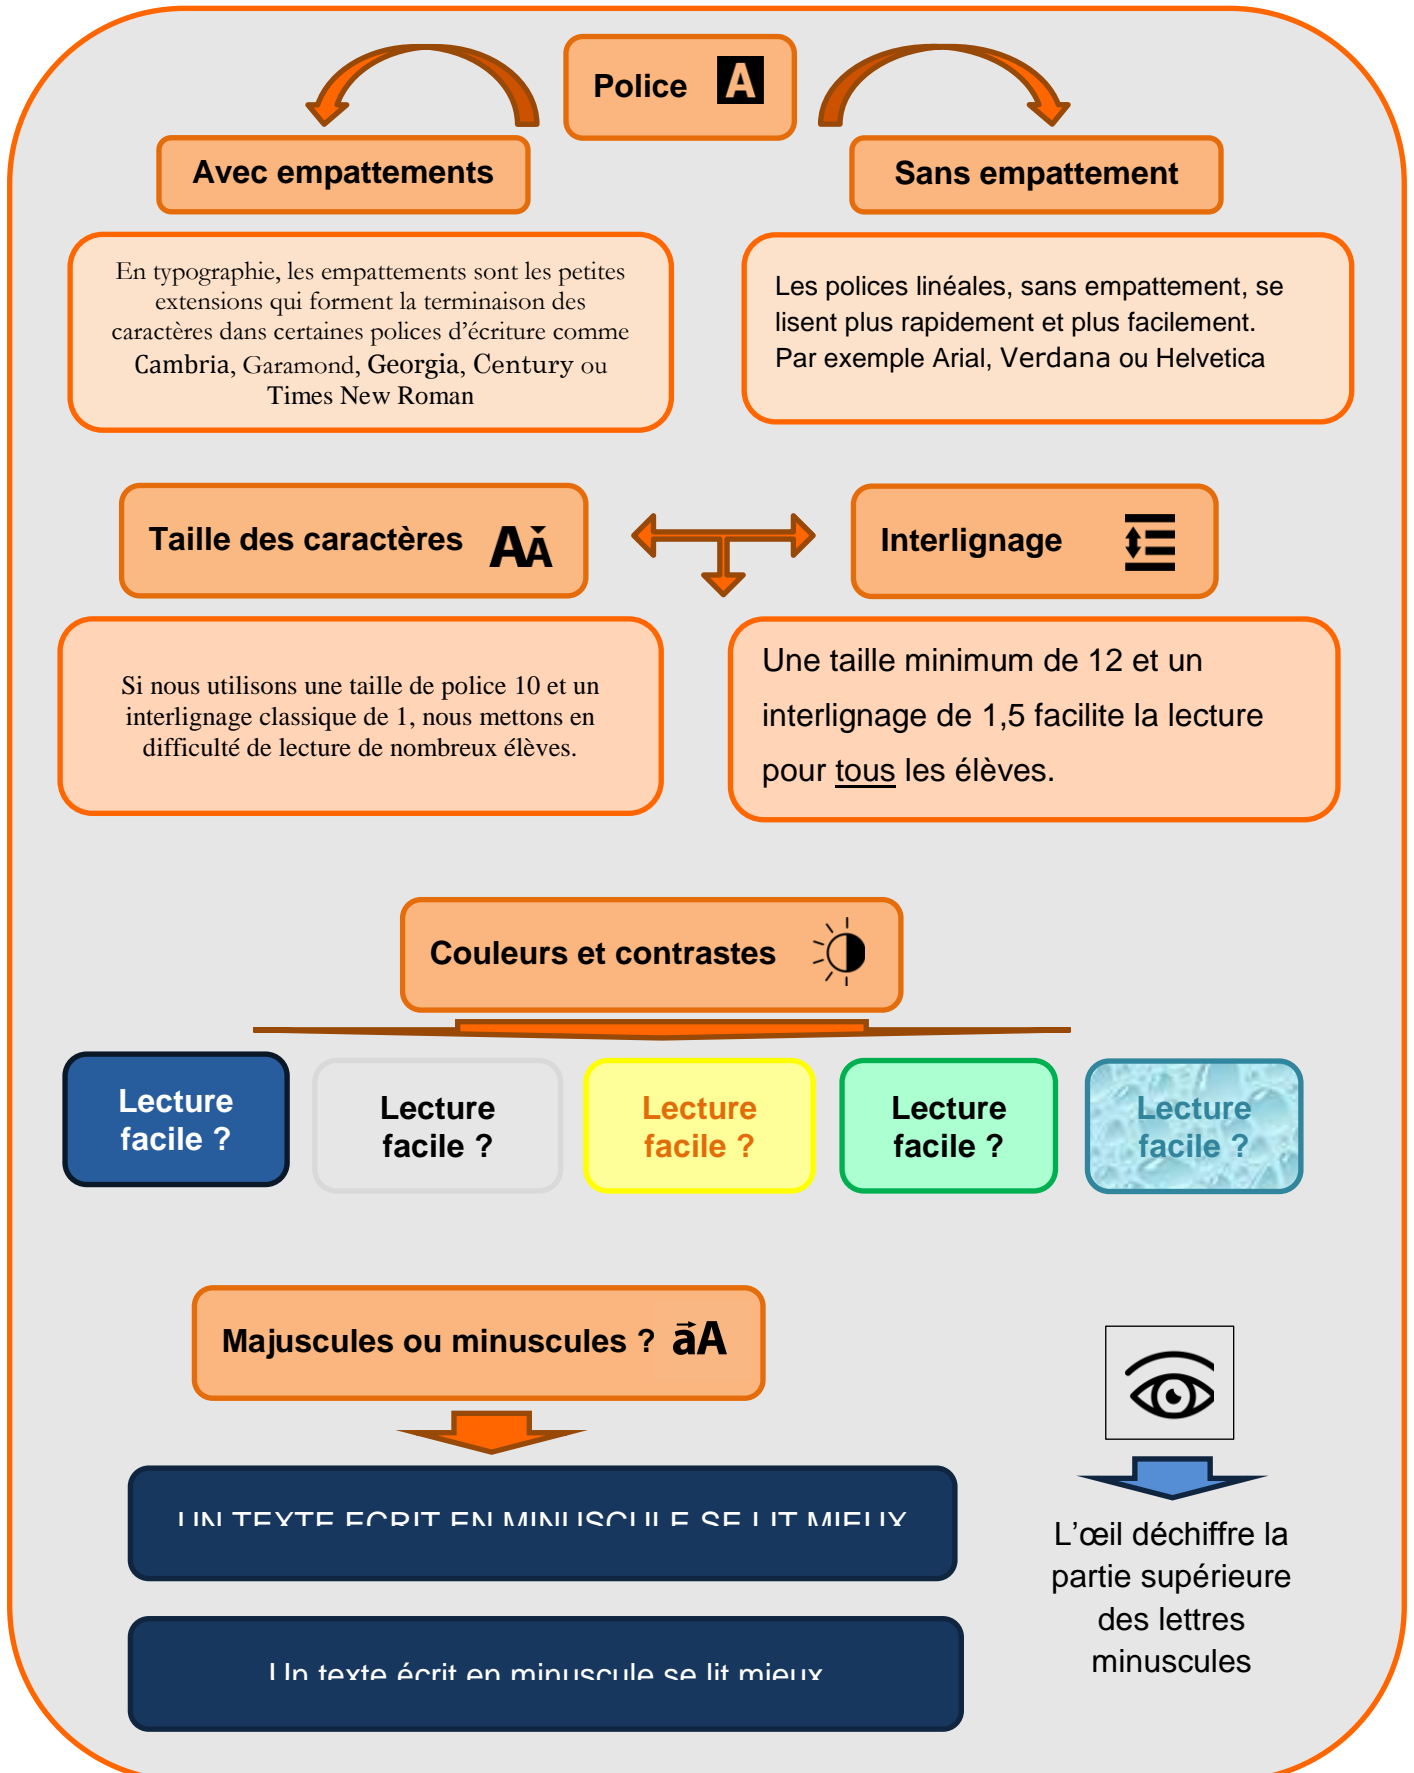 Police A
Avec empattements
Sans empattement
En typographie, les empattements sont les petites
extensions qui forment la terminaison des
caractères dans certaines polices d'écriture comme
Cambria, Garamond, Georgia, Century ou
Times New Roman
Les polices linéales, sans empattement, se
lisent plus rapidement et plus facilement.
Par exemple Arial, Verdana ou Helvetica
Taille des caractères AA
Interlignage
Si nous utilisons une taille de police 10 et un
interlignage classique de 1, nous mettons en
difficulté de lecture de nombreux élèves.
Une taille minimum de 12 et un
interlignage de 1,5 facilite la lecture
pour tous les élèves.
Couleurs et contrastes
Lecture
facile ?
Lecture
facile ?
Lecture
facile ?
Lecture
facile ?
Lecture
facile ?
Majuscules ou minuscules ? aA
UN TEXTE ECRIT EN MINUSCULE SE LIT MIEUX
Un texte écrit en minuscule se lit mieux
L'œil déchiffre la
partie supérieure
des lettres
minuscules